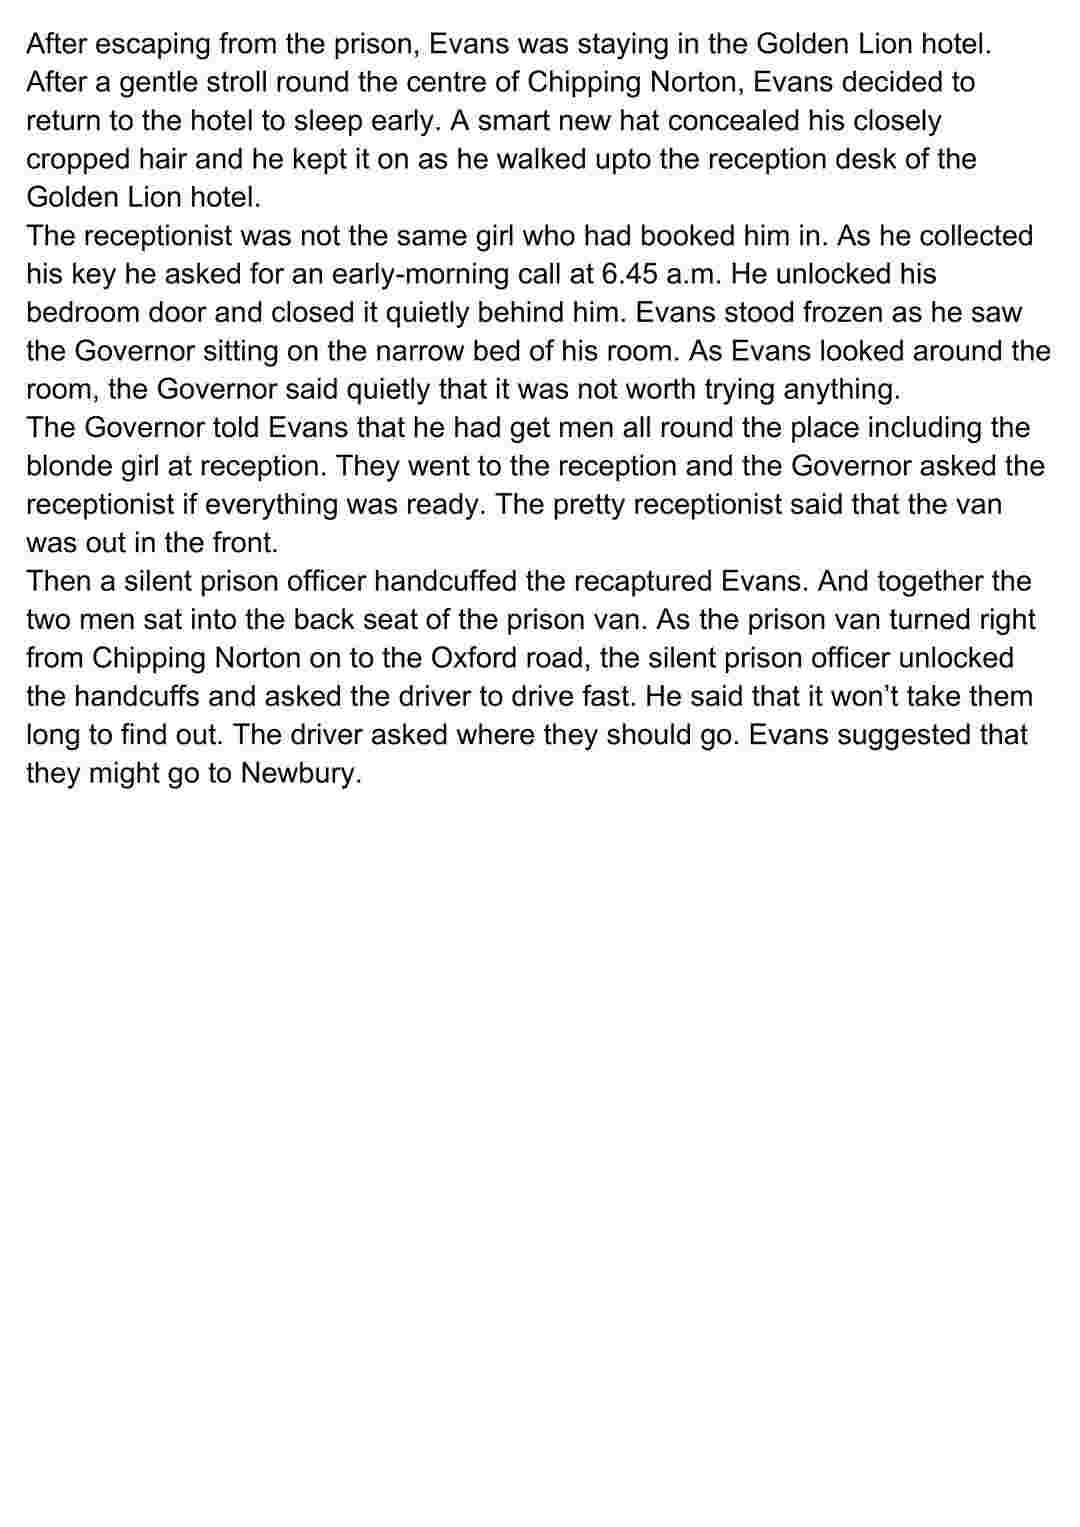 After escaping from the prison, Evans was staying in the Golden Lion hotel.
After a gentle stroll round the centre of Chipping Norton, Evans decided to
return to the hotel to sleep early. A smart new hat concealed his closely
cropped hair and he kept it on as he walked upto the reception desk of the
Golden Lion hotel.
The receptionist was not the same girl who had booked him in. As he collected
his key he asked for an early-morning call at 6.45 a.m. He unlocked his
bedroom door and closed it quietly behind him. Evans stood frozen as he saw
the Governor sitting on the narrow bed of his room. As Evans looked around the
room, the Governor said quietly that it was not worth trying anything.
The Governor told Evans that he had get men all round the place including the
blonde girl at reception. They went to the reception and the Governor asked the
receptionist if everything was ready. The pretty receptionist said that the van
was out in the front.
Then a silent prison officer handcuffed the recaptured Evans. And together the
two men sat into the back seat of the prison van. As the prison van turned right
from Chipping Norton on to the Oxford road, the silent prison officer unlocked
the handcuffs and asked the driver to drive fast. He said that it won’t take them
long to find out. The driver asked where they should go. Evans suggested that
they might go to Newbury.